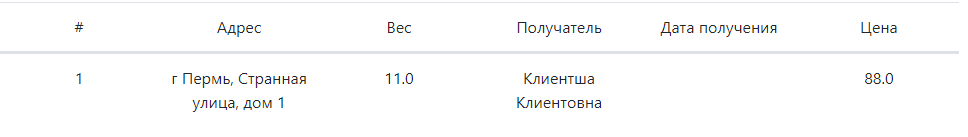 # Адрес Вес Получатель Дата получения Цена
1 г Пермь, Странная 11.0 Клиентша 88.0
улица, дом 1 Клиентовна